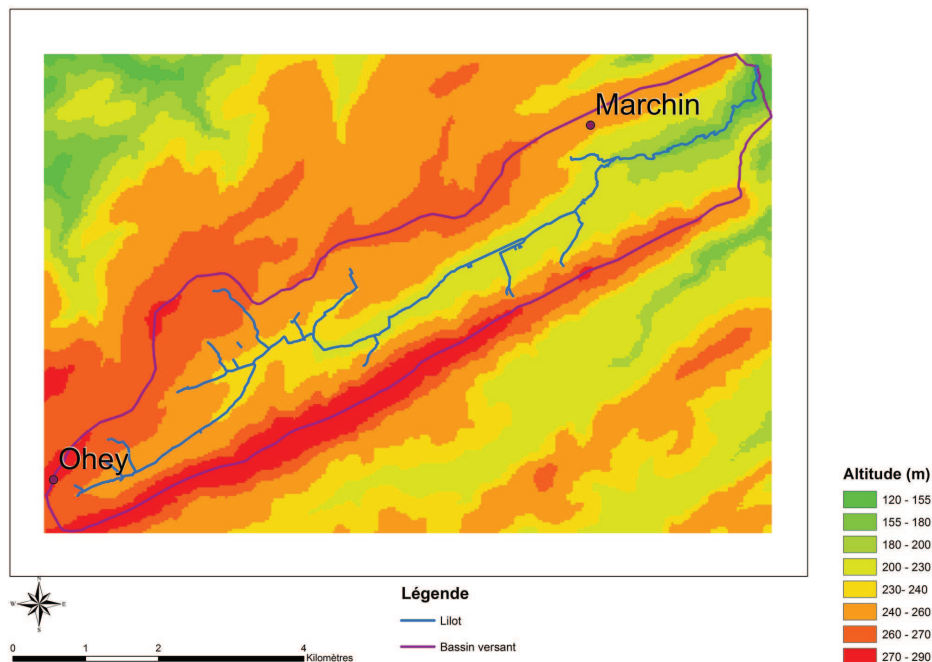 Marchin
Ohey
Altitude (m)
120 - 155
155 - 180
180 - 200
200 - 230
230- 240
240 - 260
260 - 270
270 - 290
N
W E
S
Légende
Lilot
Bassin versant
0 1 2 4
Kilomètres